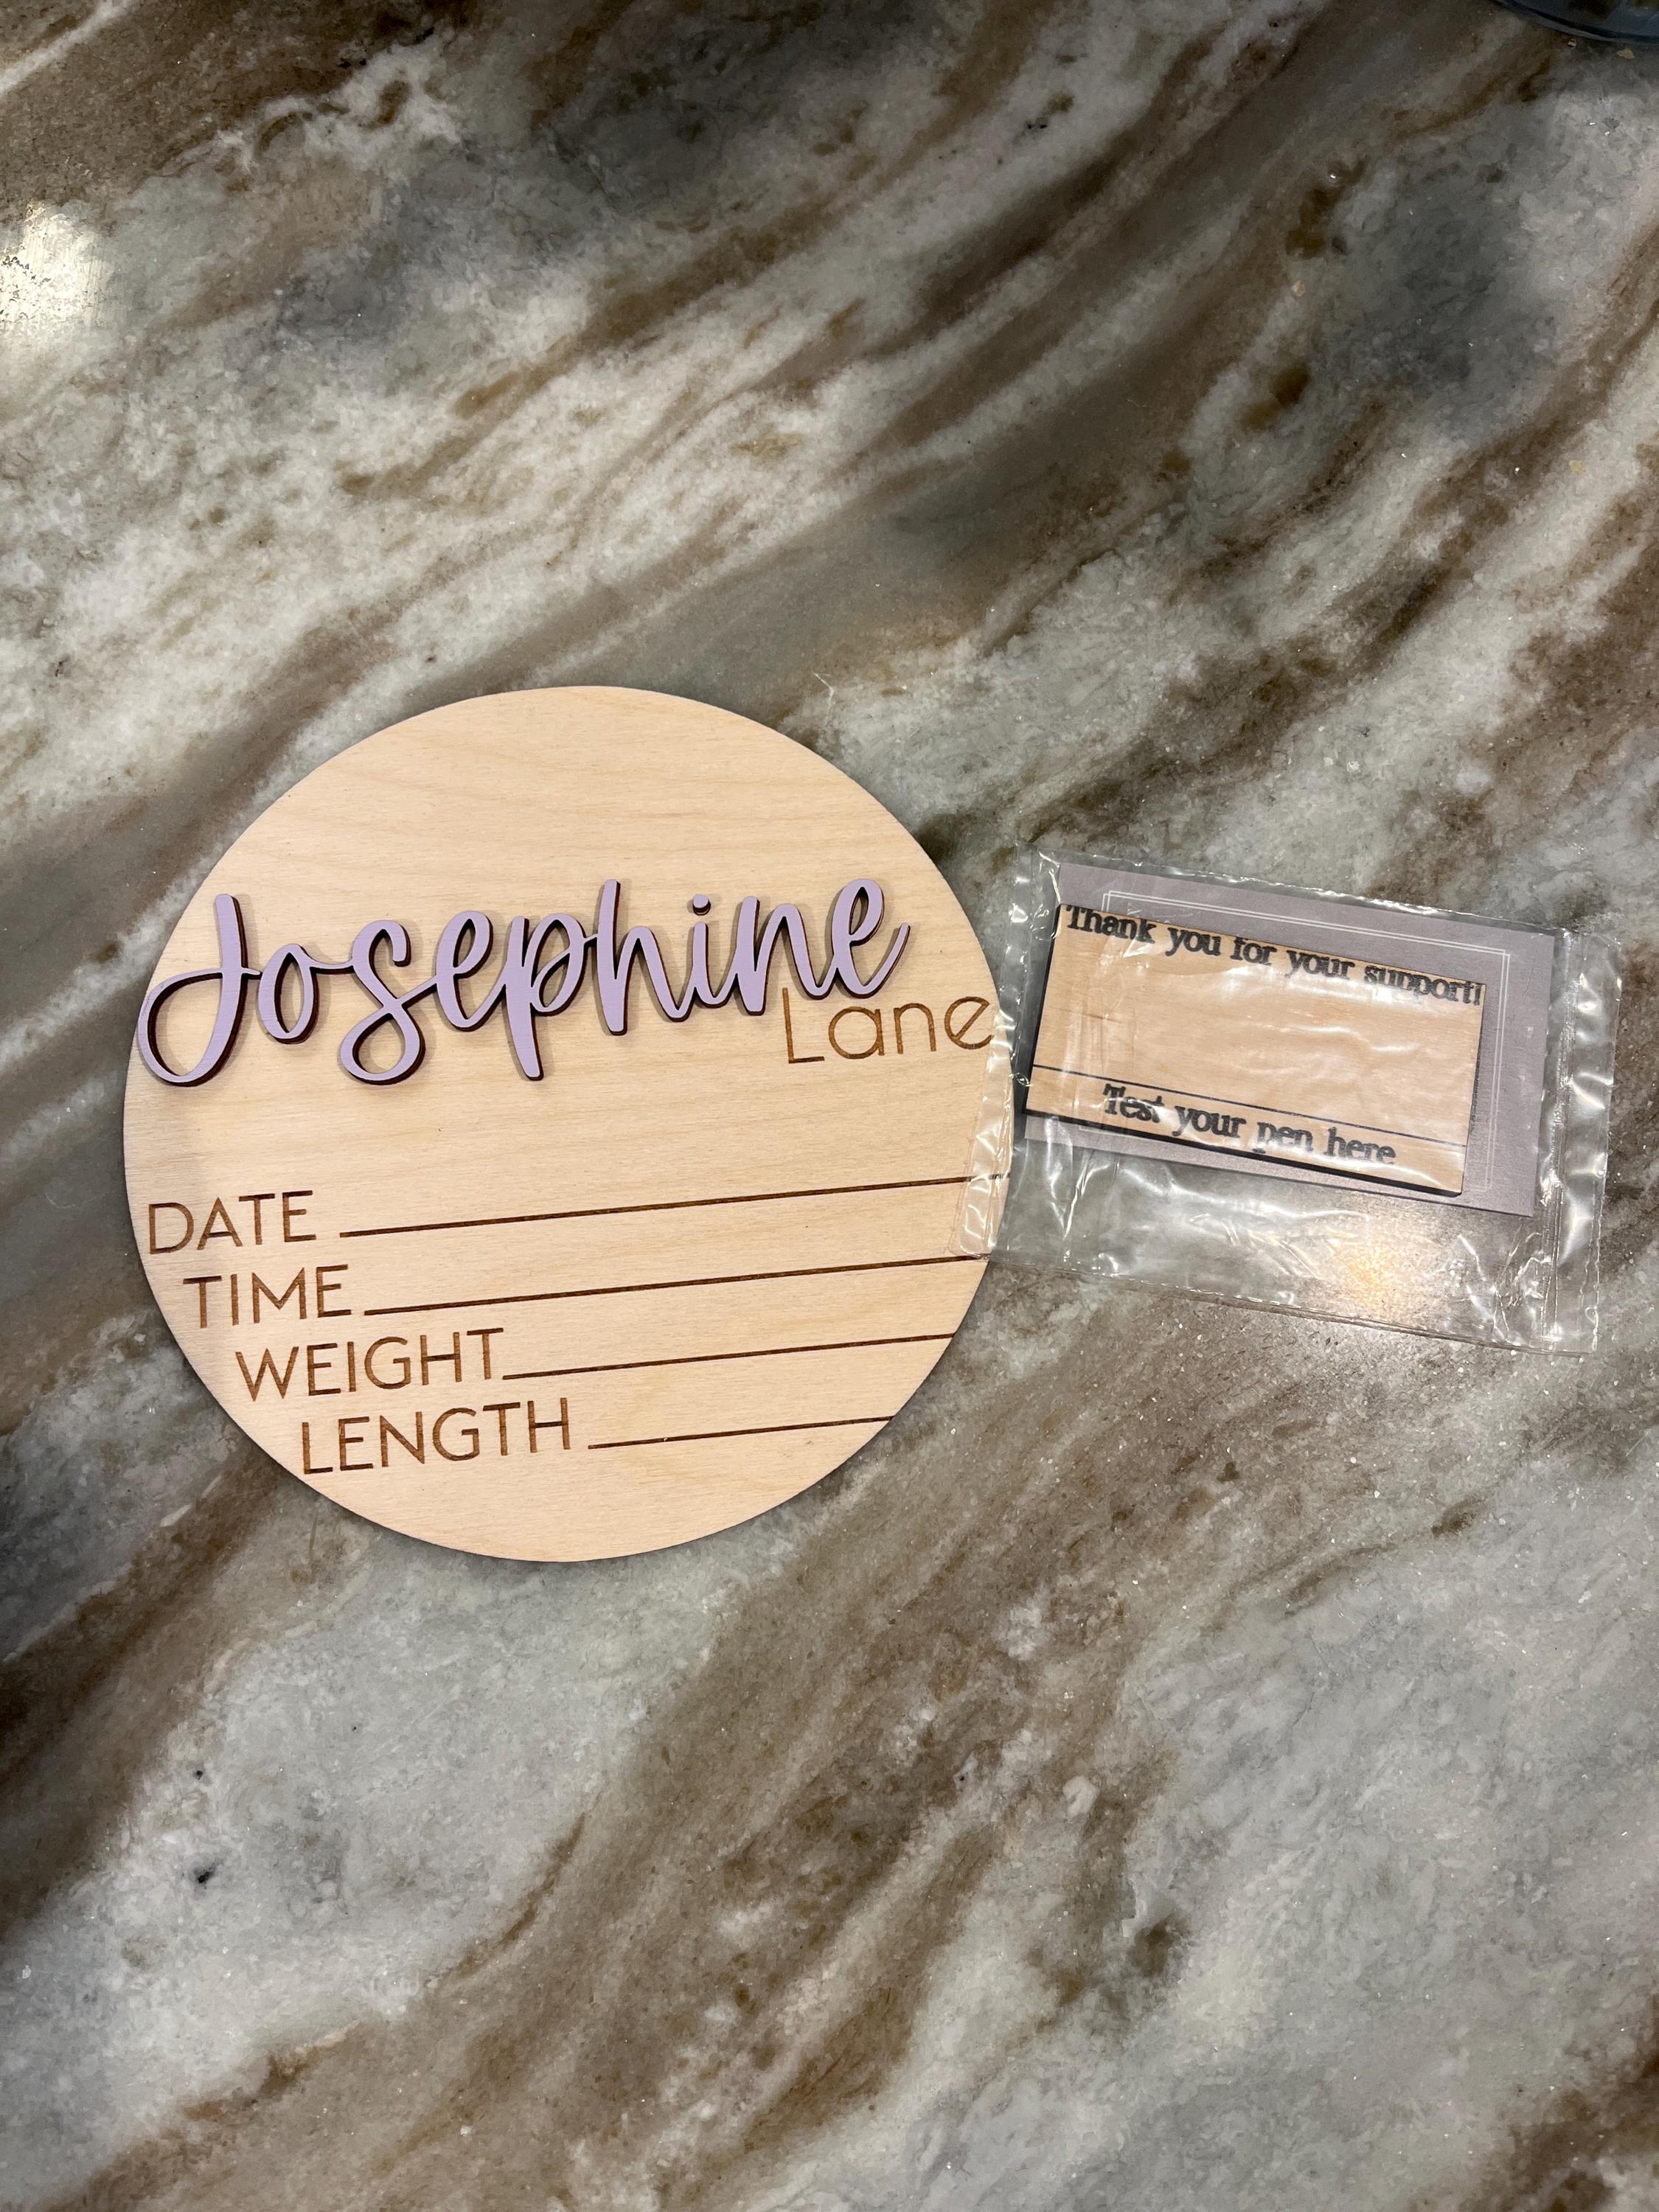 Josephine
Lane
DATE
TIME
WEIGHT
LENGTH
Thank you for your support!
Test your pen here